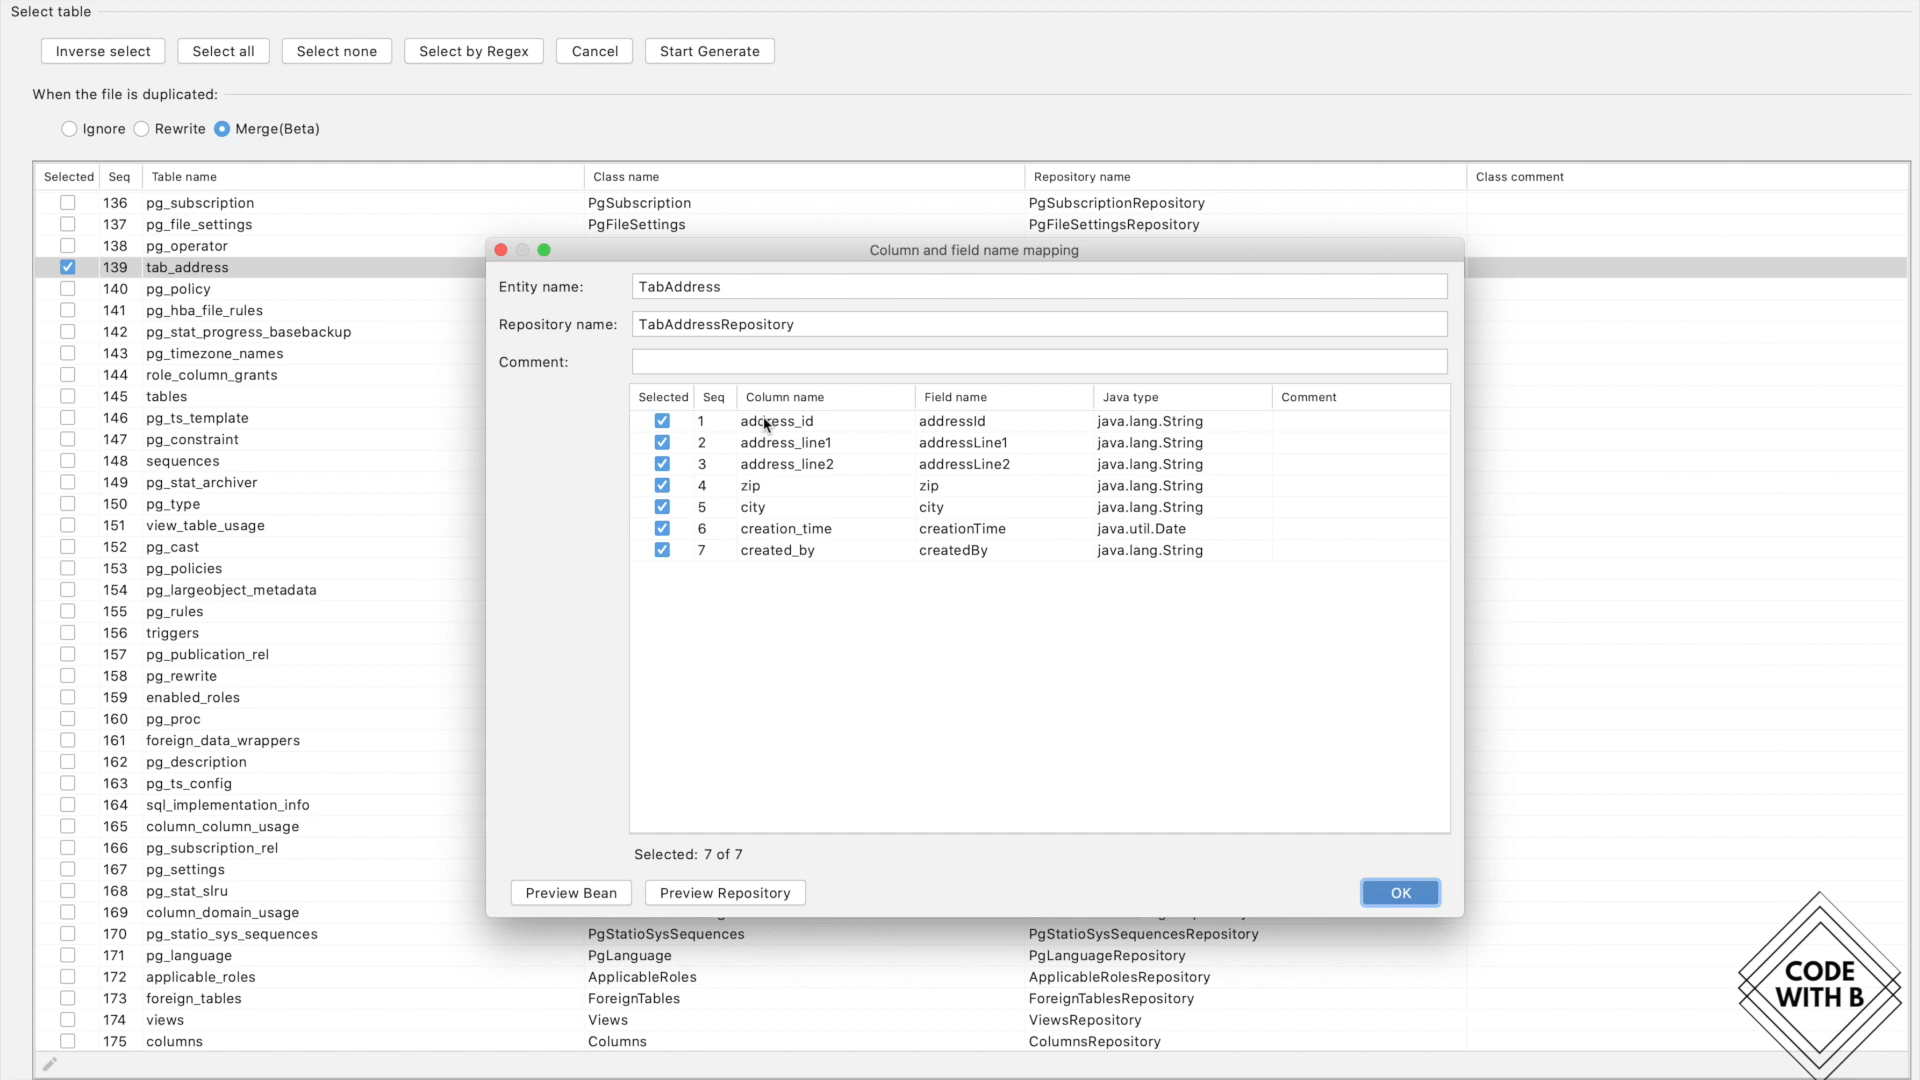 Select table
Inverse select Select all Select none Select by Regex Cancel Start Generate
When the file is duplicated:
Ignore Rewrite Merge(Beta)
Selected Seq Table name Class name Repository name Class comment
136 pg_subscription PgSubscription PgSubscriptionRepository
137 pg_file_settings PgFileSettings PgFileSettingsRepository
138 pg_operator
139 tab_address
140 pg_policy
141 pg_hba_file_rules
142 pg_stat_progress_basebackup
143 pg_timezone_names
144 role_column_grants
145 tables
146 pg_ts_template
147 pg_constraint
148 sequences
149 pg_stat_archiver
150 pg_type
151 view_table_usage
152 pg_cast
153 pg_policies
154 pg_largeobject_metadata
155 pg_rules
156 triggers
157 pg_publication_rel
158 pg_rewrite
159 enabled_roles
160 pg_proc
161 foreign_data_wrappers
162 pg_description
163 pg_ts_config
164 sql_implementation_info
165 column_column_usage
166 pg_subscription_rel
167 pg_settings
168 pg_stat_slru
169 column_domain_usage
170 pg_statio_sys_sequences PgStatioSysSequences PgStatioSysSequencesRepository
171 pg_language PgLanguage PgLanguageRepository
172 applicable_roles ApplicableRoles ApplicableRolesRepository
173 foreign_tables ForeignTables ForeignTablesRepository
174 views Views ViewsRepository
175 columns Columns ColumnsRepository
Column and field name mapping
Entity name: TabAddress
Repository name: TabAddressRepository
Comment:
Selected Seq Column name Field name Java type Comment
1 address_id addressId java.lang.String
2 address_line1 addressLine1 java.lang.String
3 address_line2 addressLine2 java.lang.String
4 zip zip java.lang.String
5 city city java.lang.String
6 creation_time creationTime java.util.Date
7 created_by createdBy java.lang.String
Selected: 7 of 7
Preview Bean Preview Repository OK
CODE
WITH B